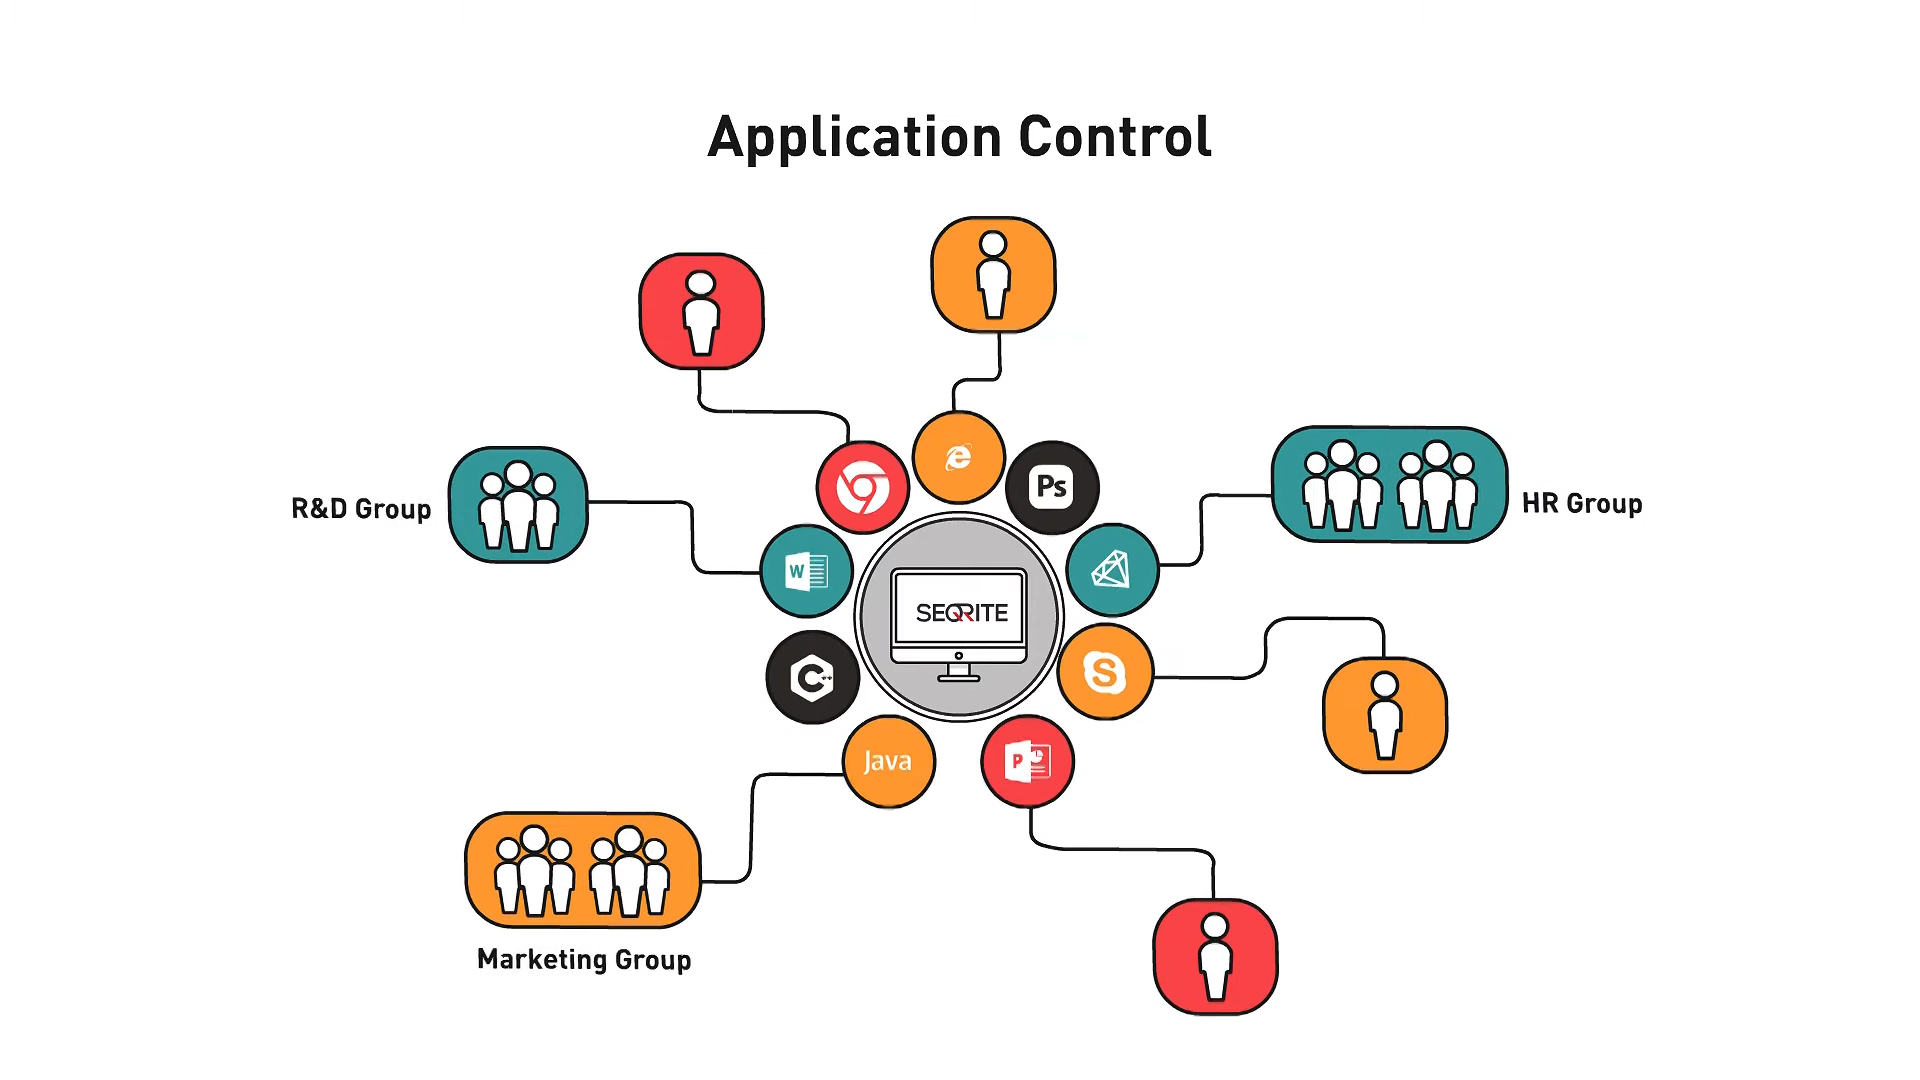 Application Control
Ps
R&D Group
HR Group
W
SEQRITE
C++
S
Java
P
Marketing Group